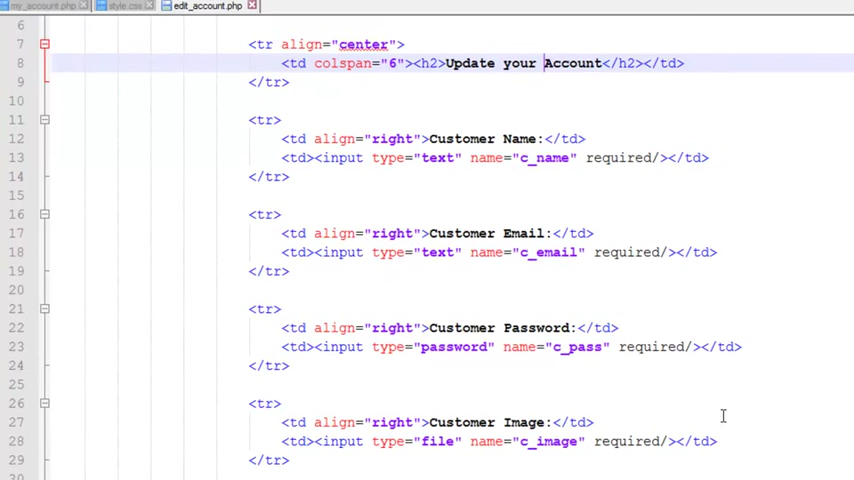 my_account.php style.css edit_account.php
6
7 <tr align="center">
8 <td colspan="6"><h2>Update your Account</h2></td>
9 </tr>
10
11 <tr>
12 <td align="right">Customer Name:</td>
13 <td><input type="text" name="c_name" required/></td>
14 </tr>
15
16 <tr>
17 <td align="right">Customer Email:</td>
18 <td><input type="text" name="c_email" required/></td>
19 </tr>
20
21 <tr>
22 <td align="right">Customer Password:</td>
23 <td><input type="password" name="c_pass" required/></td>
24 </tr>
25
26 <tr>
27 <td align="right">Customer Image:</td>
28 <td><input type="file" name="c_image" required/></td>
29 </tr>
30